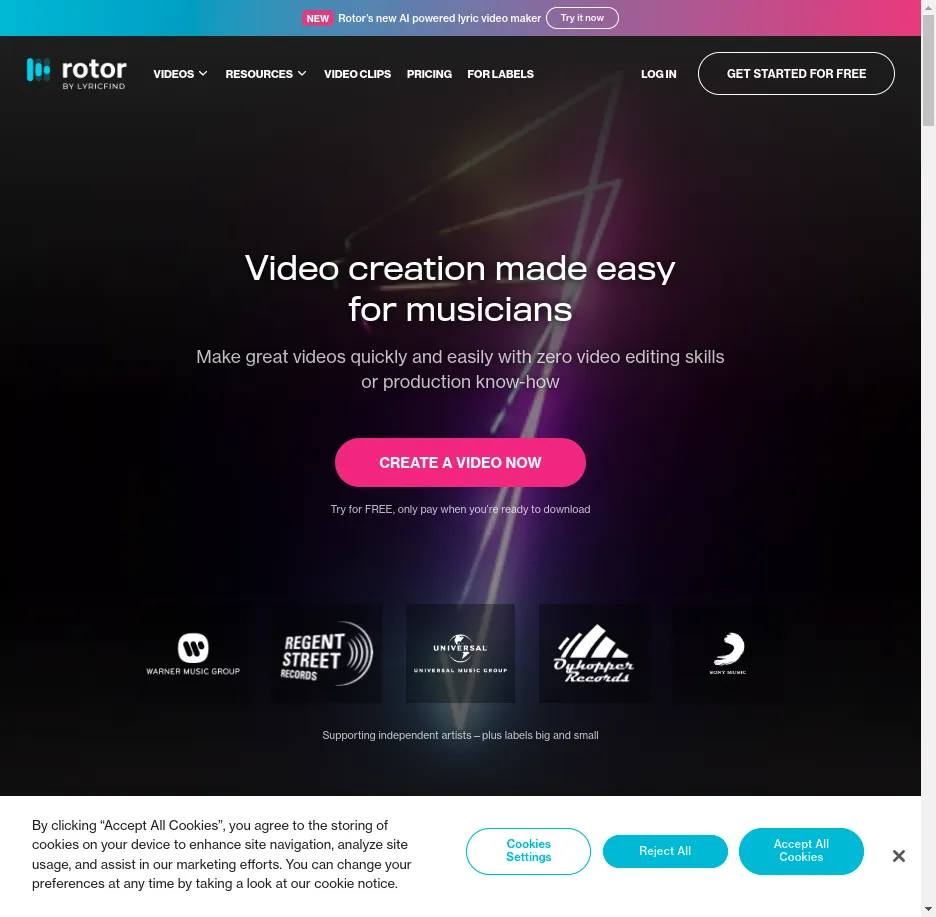 NEW Rotor's new AI powered lyric video maker Try it now
rotor
BY LYRICFIND
VIDEOS RESOURCES VIDEO CLIPS PRICING FOR LABELS LOG IN GET STARTED FOR FREE
Video creation made easy
for musicians
Make great videos quickly and easily with zero video editing skills
or production know-how
CREATE A VIDEO NOW
Try for FREE, only pay when you're ready to download
WARNER MUSIC GROUP
REGENT
STREET
RECORDS
UNIVERSAL
UNIVERSAL MUSIC GROUP
Oyhopper
Records
SONY MUSIC
Supporting independent artists – plus labels big and small
By clicking “Accept All Cookies”, you agree to the storing of
cookies on your device to enhance site navigation, analyze site
usage, and assist in our marketing efforts. You can change your
preferences at any time by taking a look at our cookie notice.
Cookies
Settings
Reject All
Accept All
Cookies